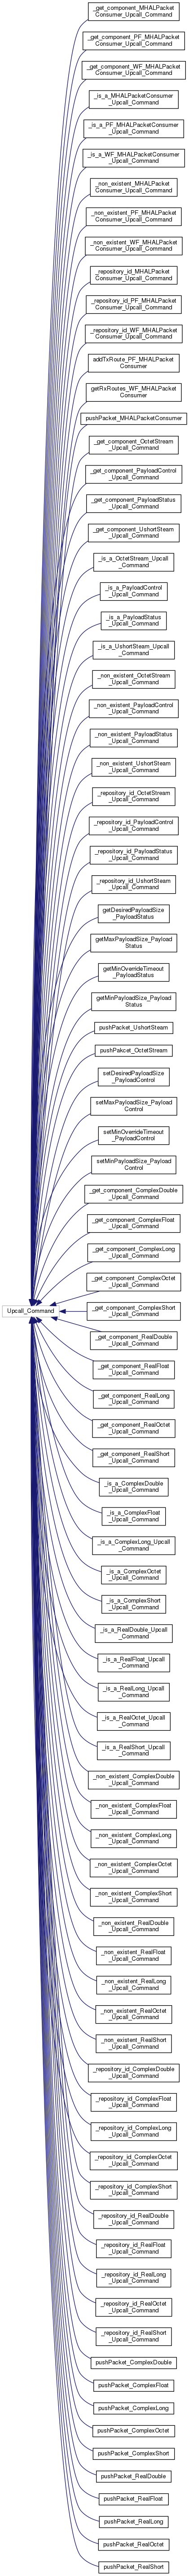 _get_component_MHALPacket
Consumer_Upcall_Command
_get_component_PF_MHALPacket
Consumer_Upcall_Command
_get_component_WF_MHALPacket
Consumer_Upcall_Command
_is_a_MHALPacketConsumer
_Upcall_Command
_is_a_PF_MHALPacketConsumer
_Upcall_Command
_is_a_WF_MHALPacketConsumer
_Upcall_Command
_non_existent_MHALPacket
Consumer_Upcall_Command
_non_existent_PF_MHALPacket
Consumer_Upcall_Command
_non_existent_WF_MHALPacket
Consumer_Upcall_Command
_repository_id_MHALPacket
Consumer_Upcall_Command
_repository_id_PF_MHALPacket
Consumer_Upcall_Command
_repository_id_WF_MHALPacket
Consumer_Upcall_Command
addTxRoute_PF_MHALPacket
Consumer
getRxRoutes_WF_MHALPacket
Consumer
pushPacket_MHALPacketConsumer
_get_component_OctetStream
_Upcall_Command
_get_component_PayloadControl
_Upcall_Command
_get_component_PayloadStatus
_Upcall_Command
_get_component_UshortSteam
_Upcall_Command
_is_a_OctetStream_Upcall
_Command
_is_a_PayloadControl
_Upcall_Command
_is_a_PayloadStatus
_Upcall_Command
_is_a_UshortSteam_Upcall
_Command
_non_existent_OctetStream
_Upcall_Command
_non_existent_PayloadControl
_Upcall_Command
_non_existent_PayloadStatus
_Upcall_Command
_non_existent_UshortSteam
_Upcall_Command
_repository_id_OctetStream
_Upcall_Command
_repository_id_PayloadControl
_Upcall_Command
_repository_id_PayloadStatus
_Upcall_Command
_repository_id_UshortSteam
_Upcall_Command
getDesiredPayloadSize
_PayloadStatus
getMaxPayloadSize_Payload
Status
getMinOverrideTimeout
_PayloadStatus
getMinPayloadSize_Payload
Status
pushPacket_UshortSteam
pushPakcet_OctetStream
setDesiredPayloadSize
_PayloadControl
setMaxPayloadSize_Payload
Control
setMinOverrideTimeout
_PayloadControl
setMinPayloadSize_Payload
Control
_get_component_ComplexDouble
_Upcall_Command
_get_component_ComplexFloat
_Upcall_Command
_get_component_ComplexLong
_Upcall_Command
_get_component_ComplexOctet
_Upcall_Command
Upcall_Command
_get_component_ComplexShort
_Upcall_Command
_get_component_RealDouble
_Upcall_Command
_get_component_RealFloat
_Upcall_Command
_get_component_RealLong
_Upcall_Command
_get_component_RealOctet
_Upcall_Command
_get_component_RealShort
_Upcall_Command
_is_a_ComplexDouble
_Upcall_Command
_is_a_ComplexFloat
_Upcall_Command
_is_a_ComplexLong_Upcall
_Command
_is_a_ComplexOctet
_Upcall_Command
_is_a_ComplexShort
_Upcall_Command
_is_a_RealDouble_Upcall
_Command
_is_a_RealFloat_Upcall
_Command
_is_a_RealLong_Upcall
_Command
_is_a_RealOctet_Upcall
_Command
_is_a_RealShort_Upcall
_Command
_non_existent_ComplexDouble
_Upcall_Command
_non_existent_ComplexFloat
_Upcall_Command
_non_existent_ComplexLong
_Upcall_Command
_non_existent_ComplexOctet
_Upcall_Command
_non_existent_ComplexShort
_Upcall_Command
_non_existent_RealDouble
_Upcall_Command
_non_existent_RealFloat
_Upcall_Command
_non_existent_RealLong
_Upcall_Command
_non_existent_RealOctet
_Upcall_Command
_non_existent_RealShort
_Upcall_Command
_repository_id_ComplexDouble
_Upcall_Command
_repository_id_ComplexFloat
_Upcall_Command
_repository_id_ComplexLong
_Upcall_Command
_repository_id_ComplexOctet
_Upcall_Command
_repository_id_ComplexShort
_Upcall_Command
_repository_id_RealDouble
_Upcall_Command
_repository_id_RealFloat
_Upcall_Command
_repository_id_RealLong
_Upcall_Command
_repository_id_RealOctet
_Upcall_Command
_repository_id_RealShort
_Upcall_Command
pushPacket_ComplexDouble
pushPacket_ComplexFloat
pushPacket_ComplexLong
pushPacket_ComplexOctet
pushPacket_ComplexShort
pushPacket_RealDouble
pushPacket_RealFloat
pushPacket_RealLong
pushPacket_RealOctet
pushPacket_RealShort